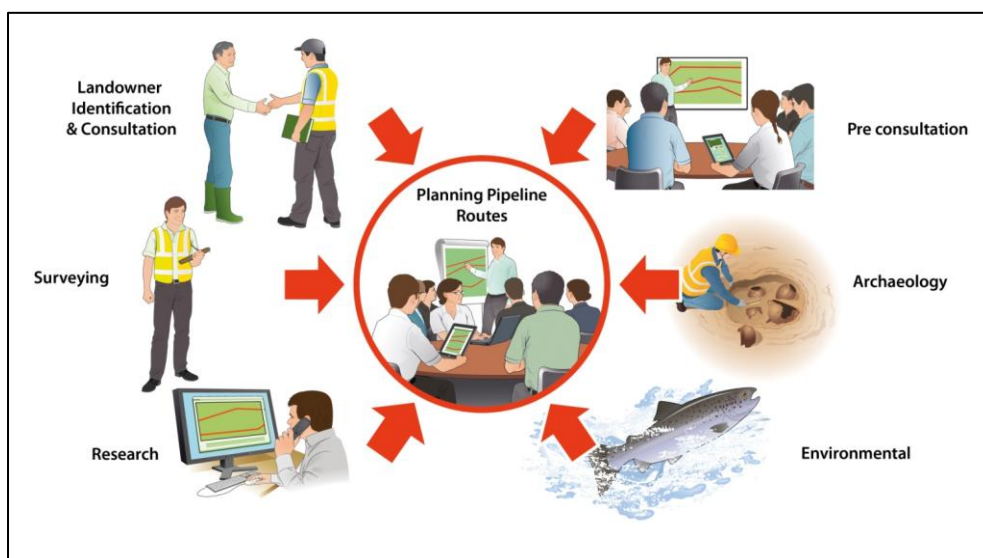 Landowner
Identification
& Consultation
Pre consultation
Planning Pipeline
Routes
Surveying
Archaeology
Research
Environmental